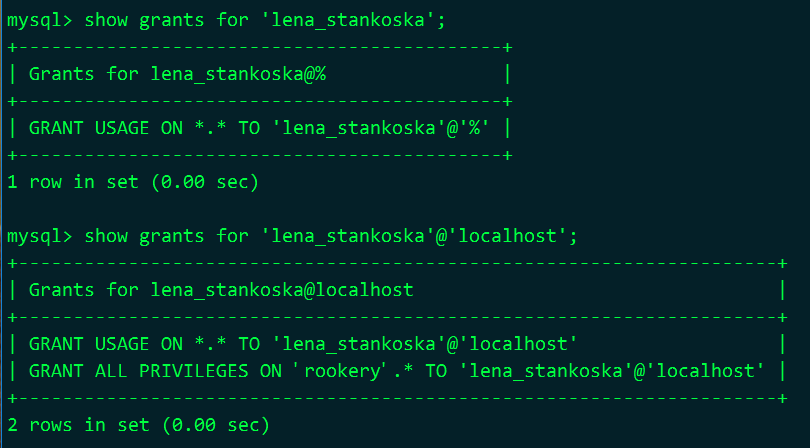 mysql> show grants for 'lena_stankoska';
+--------------------------------------------+
| Grants for lena_stankoska@%                |
+--------------------------------------------+
| GRANT USAGE ON *.* TO 'lena_stankoska'@'%' |
+--------------------------------------------+
1 row in set (0.00 sec)

mysql> show grants for 'lena_stankoska'@'localhost';
+---------------------------------------------------------------------+
| Grants for lena_stankoska@localhost                                 |
+---------------------------------------------------------------------+
| GRANT USAGE ON *.* TO 'lena_stankoska'@'localhost'                  |
| GRANT ALL PRIVILEGES ON 'rookery'.* TO 'lena_stankoska'@'localhost' |
+---------------------------------------------------------------------+
2 rows in set (0.00 sec)